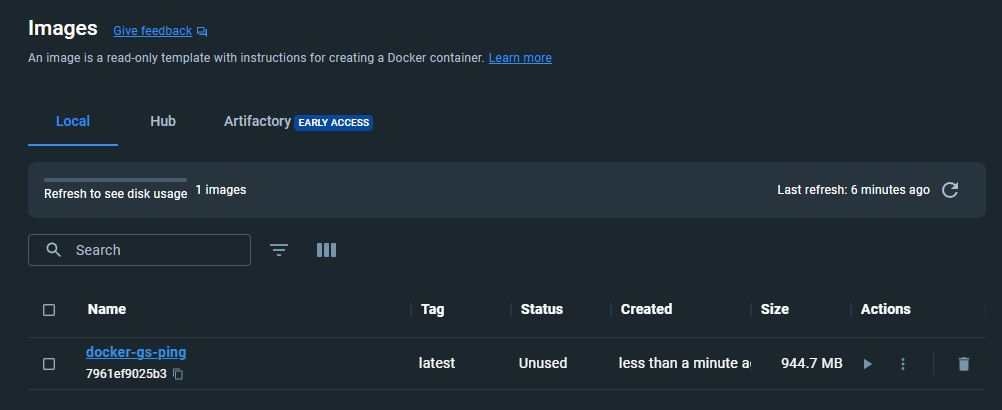 Images Give feedback
An image is a read-only template with instructions for creating a Docker container. Learn more
Local Hub Artifactory EARLY ACCESS
Refresh to see disk usage 1 images Last refresh: 6 minutes ago
Search
Name Tag Status Created Size Actions
docker-gs-ping latest Unused less than a minute a 944.7 MB
7961ef9025b3